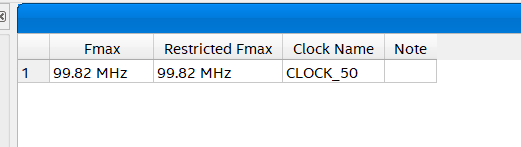 Fmax Restricted Fmax Clock Name Note
1 99.82 MHz 99.82 MHz CLOCK_50